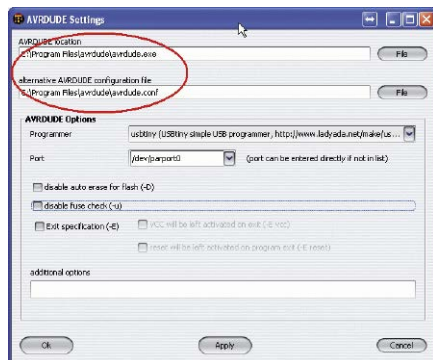 AVRDUDE Settings
AVRDUDE location
C:\Program Files\avrdude\avrdude.exe
File
alternative AVRDUDE configuration file
C:\Program Files\avrdude\avrdude.conf
File
AVRDUDE Options
Programmer
usbtiny (USBtiny simple USB programmer, http://www.ladyada.net/make/us...
Port
/dev/parport0
(port can be entered directly if not in list)
disable auto erase for flash (-D)
disable fuse check (-u)
Exit specification (-E)
VCC will be left activated on exit (-E vcc)
reset will be left activated on program exit (-E reset)
additional options
Ok
Apply
Cancel